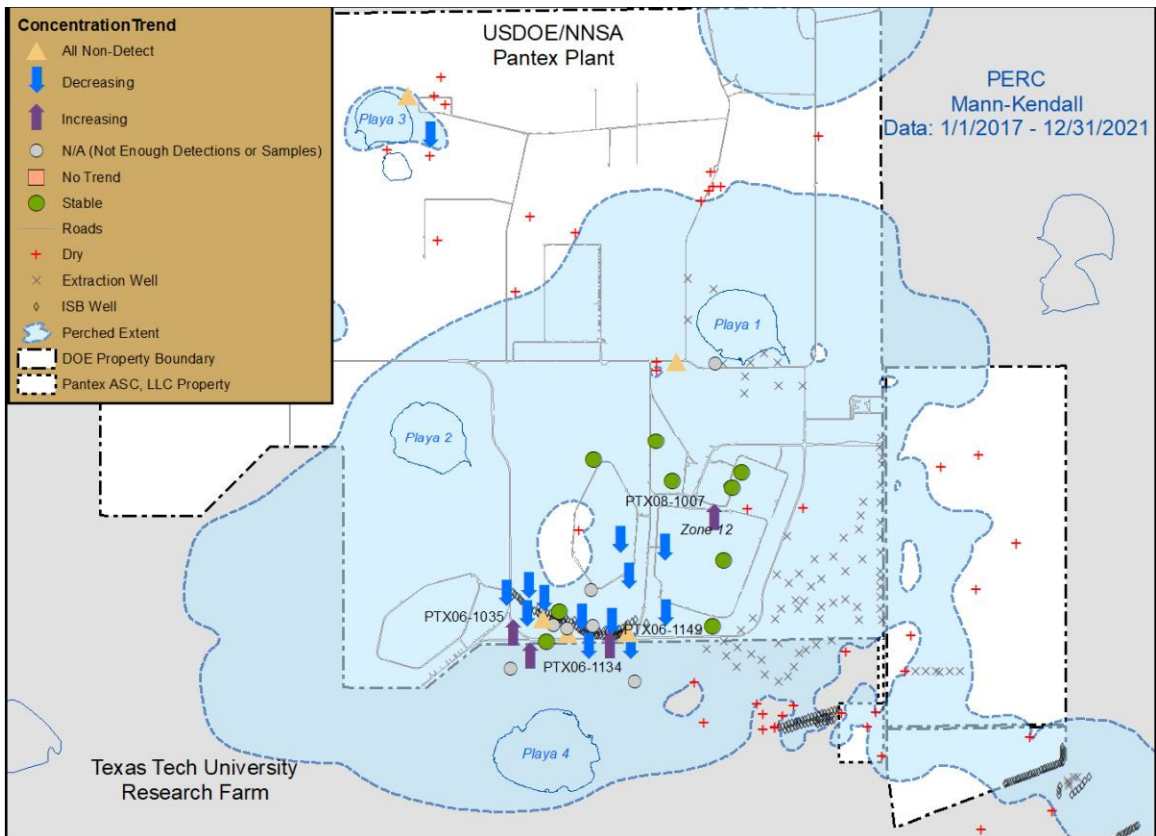 ConcentrationTrend
All Non-Detect
Decreasing
Increasing
N/A (Not Enough Detections or Samples)
No Trend
Stable
Roads
Dry
Extraction Well
ISB Well
Perched Extent
DOE Property Boundary
Pantex ASC, LLC Property
USDOE/NNSA
Pantex Plant
PERC
Mann-Kendall
Data: 1/1/2017 - 12/31/2021
Playa 3
Playa 1
Playa 2
PTX08-1007
Zone 12
PTX06-1035
PTX06-1149
PTX06-1134
Playa 4
Texas Tech University
Research Farm